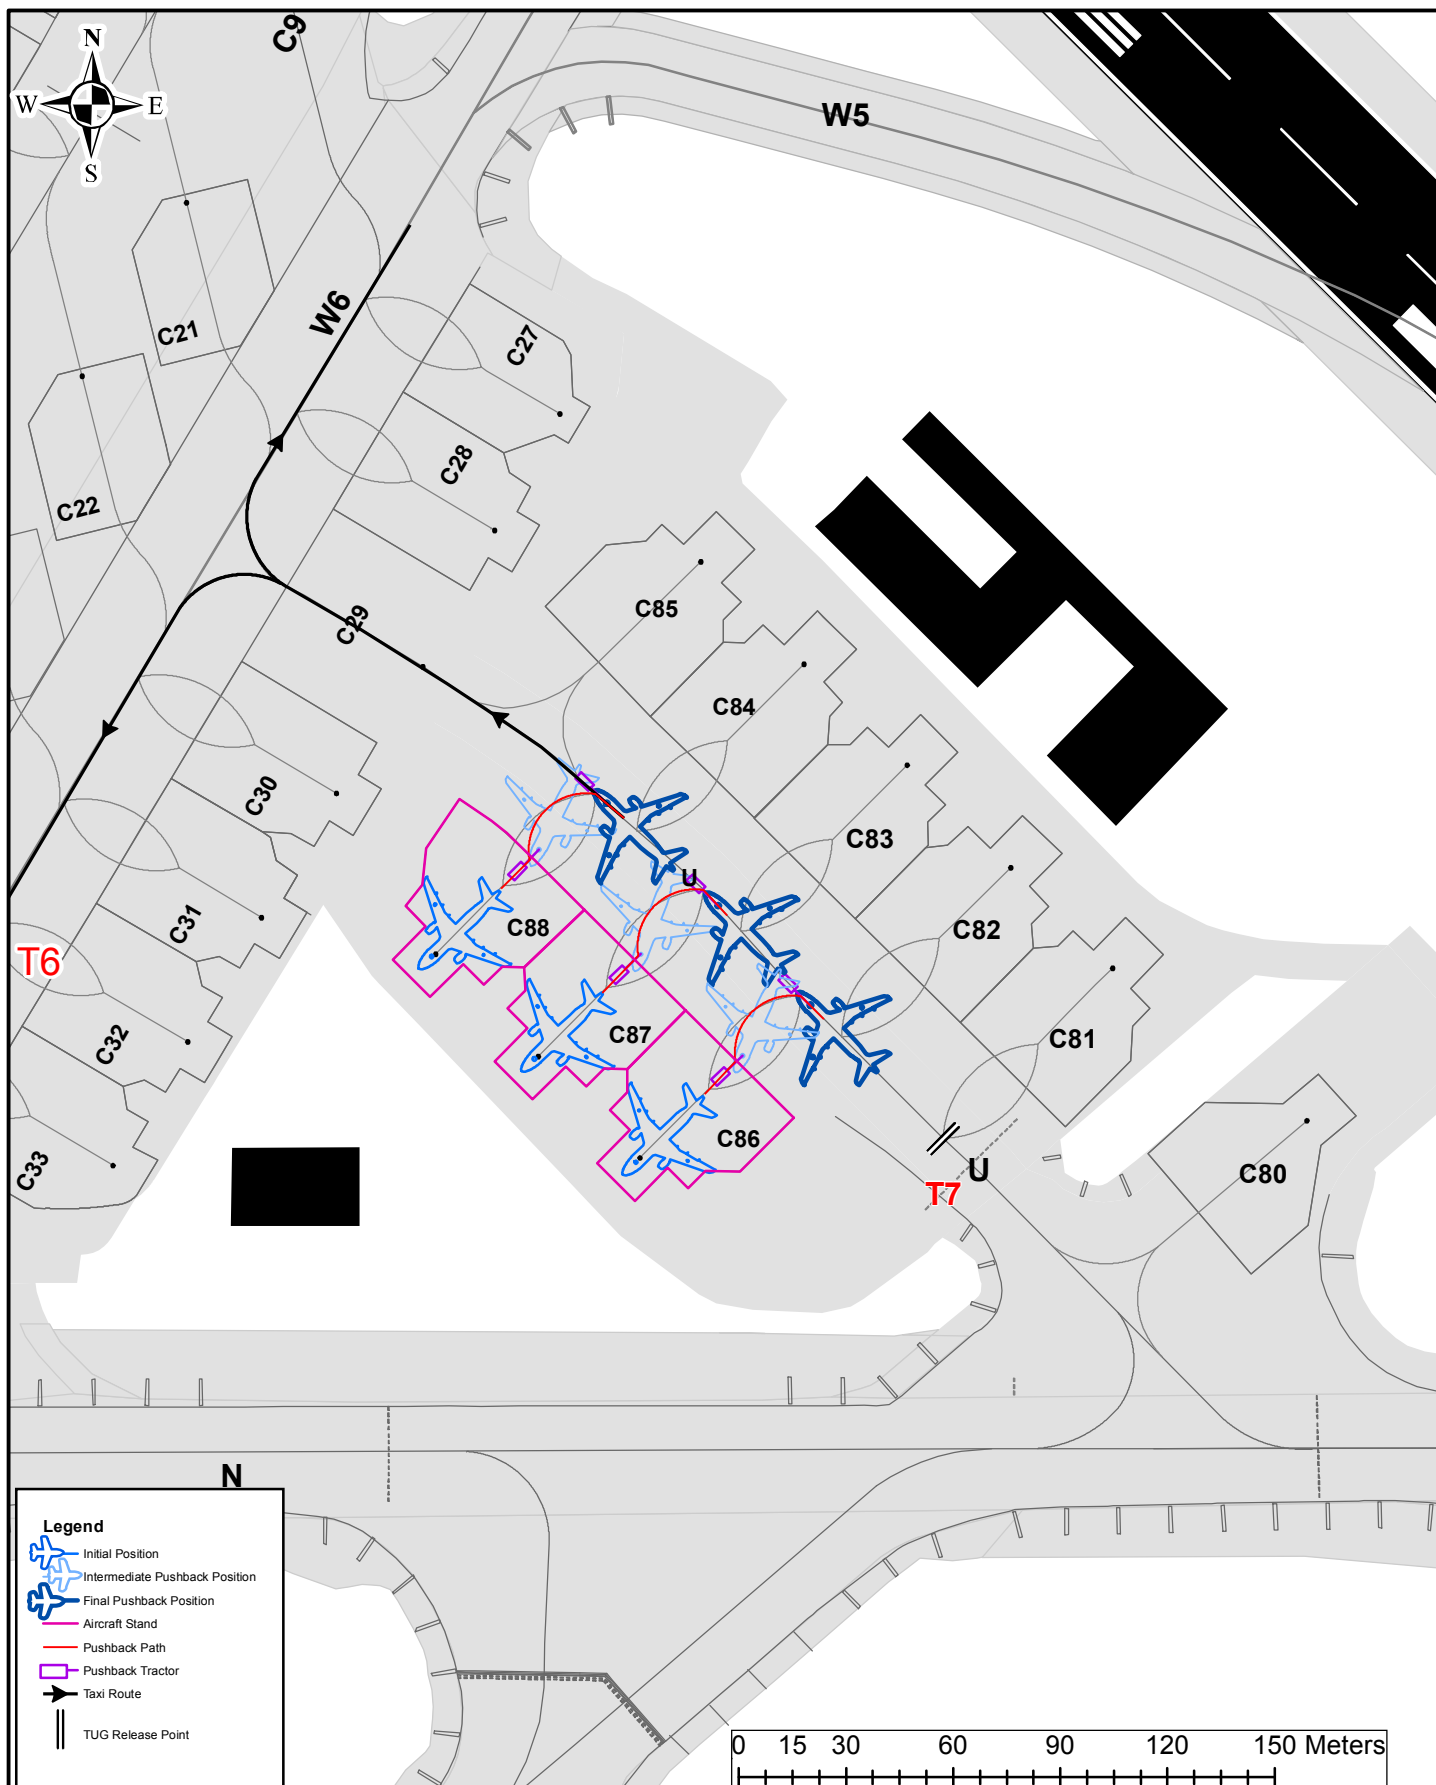 C9
N
W E
S
W5
W6
C21
C27
C28
C22
C29
C85
C84
C30
C83
U
C31
C88
C82
T6
C87
C32
C81
C86
C33
U
C80
T7
N
Legend
Initial Position
Intermediate Pushback Position
Final Pushback Position
Aircraft Stand
Pushback Path
Pushback Tractor
Taxi Route
TUG Release Point
0 15 30 60 90 120 150 Meters